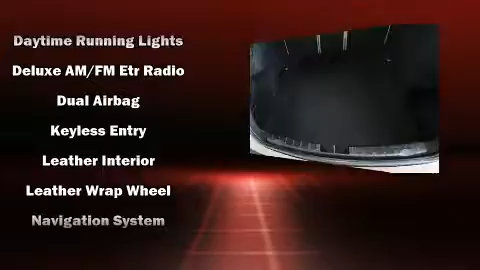 Daytime Running Lights
Deluxe AM/FM Etr Radio
Dual Airbag
Keyless Entry
Leather Interior
Leather Wrap Wheel
Navigation System